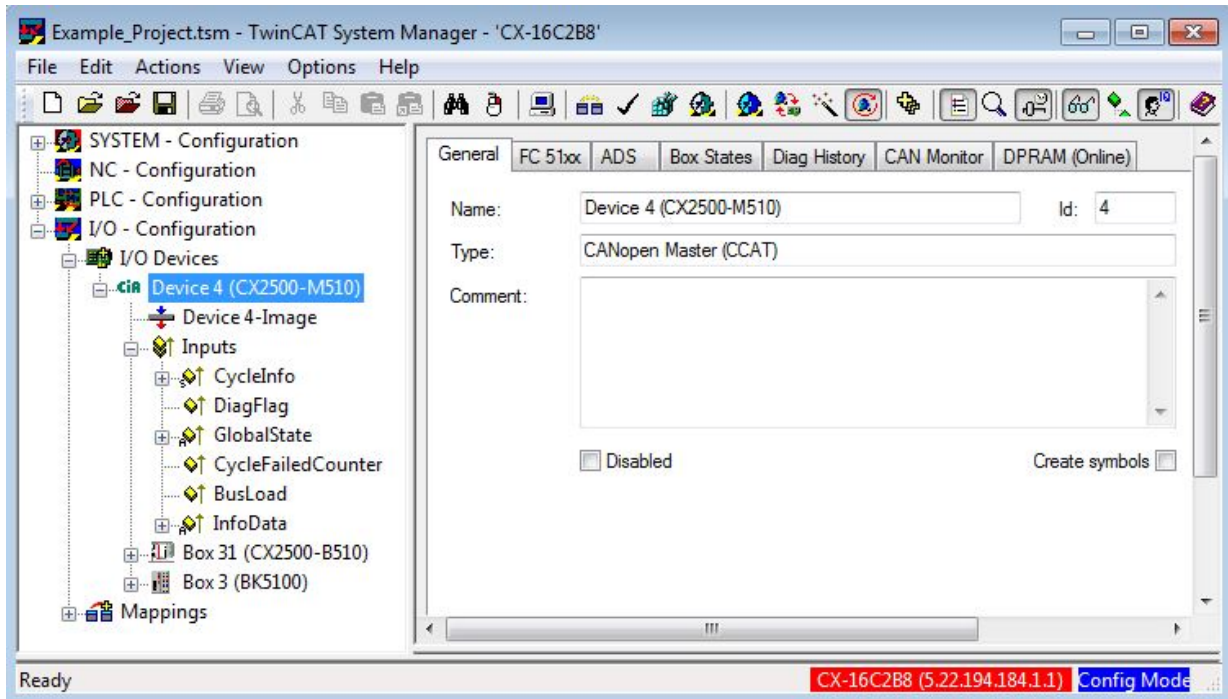 Example_Project.tsm - TwinCAT System Manager - 'CX-16C2B8'
File Edit Actions View Options Help
SYSTEM - Configuration
NC - Configuration
PLC - Configuration
I/O - Configuration
I/O Devices
CiA Device 4 (CX2500-M510)
Device 4-Image
Inputs
CycleInfo
DiagFlag
GlobalState
CycleFailedCounter
BusLoad
InfoData
Box 31 (CX2500-B510)
Box 3 (BK5100)
Mappings
General FC 51xx ADS Box States Diag History CAN Monitor DPRAM (Online)
Name: Device 4 (CX2500-M510) Id: 4
Type: CANopen Master (CCAT)
Comment:
Disabled Create symbols
Ready CX-16C2B8 (5.22.194.184.1.1) Config Mode